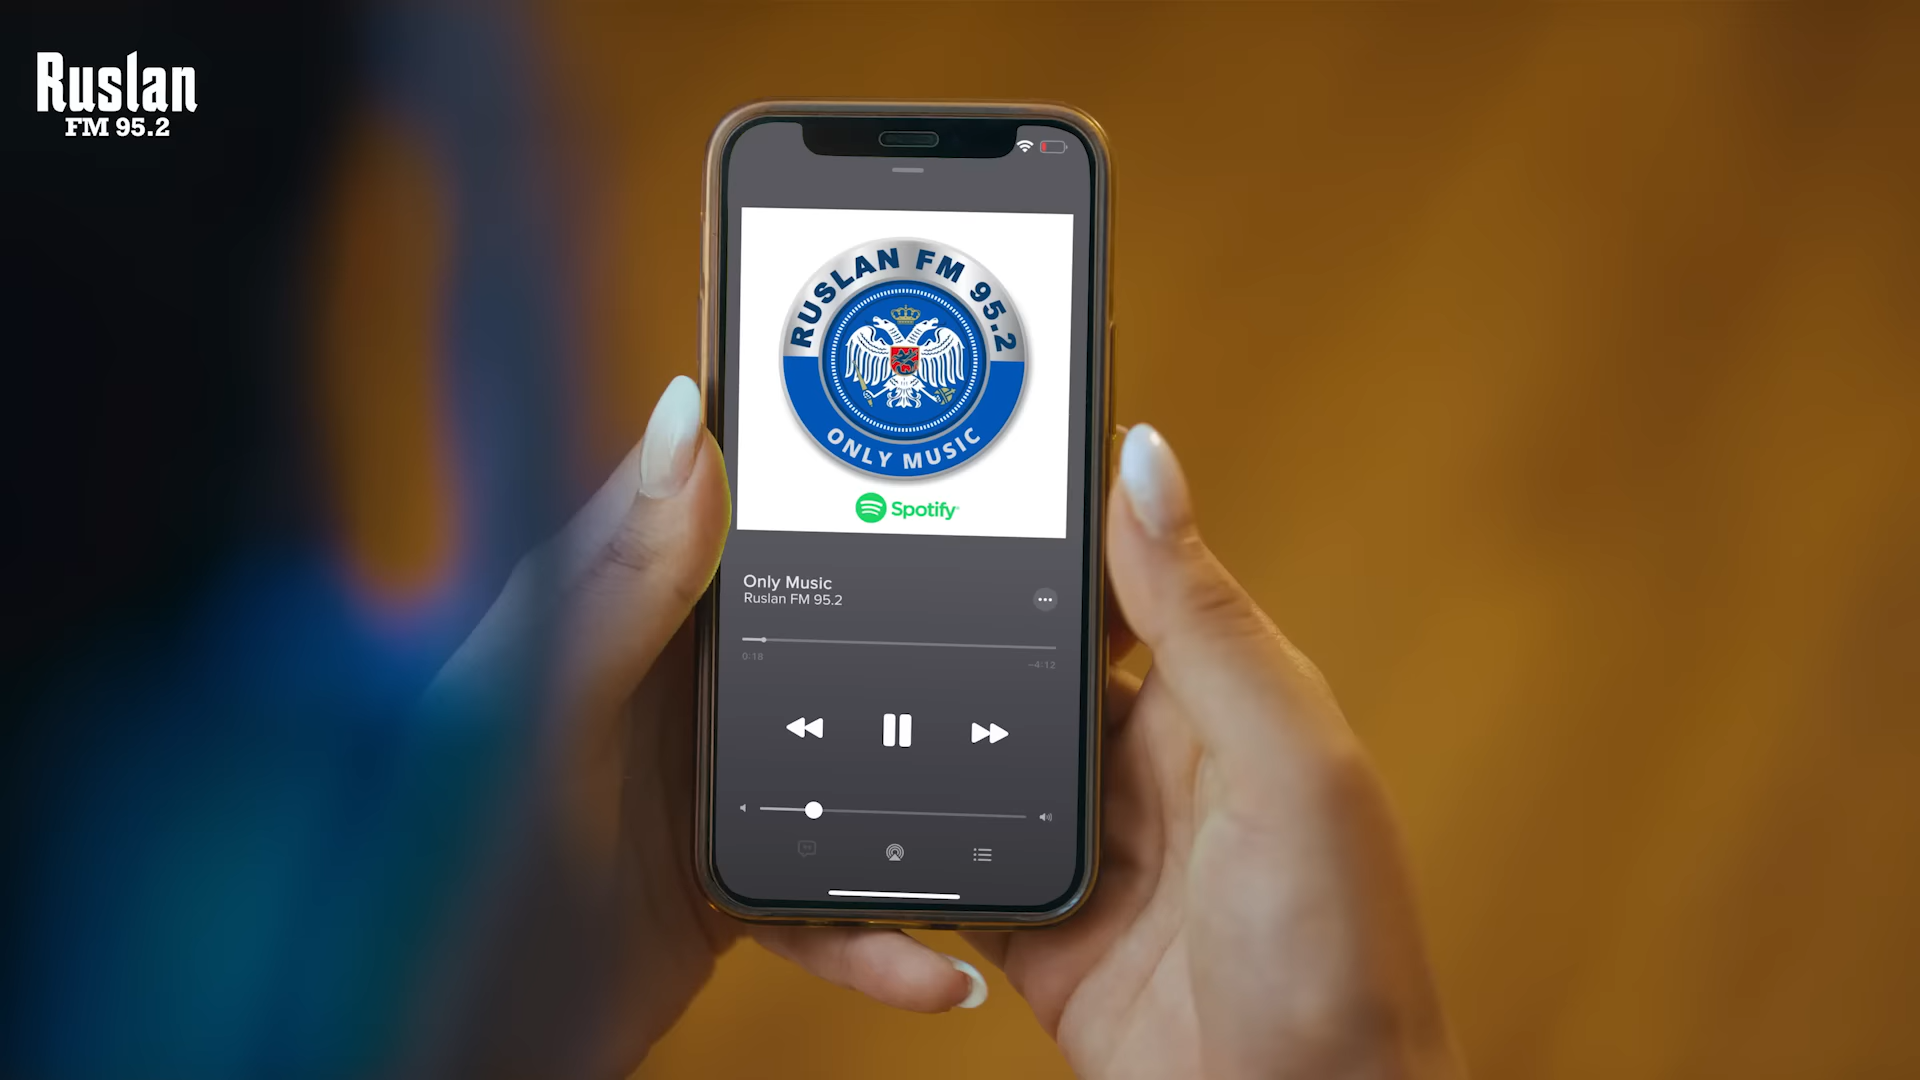 Ruslan
FM 95.2
RUSLAN FM 95.2
ONLY MUSIC
Spotify
Only Music
Ruslan FM 95.2
0:18
-4:12